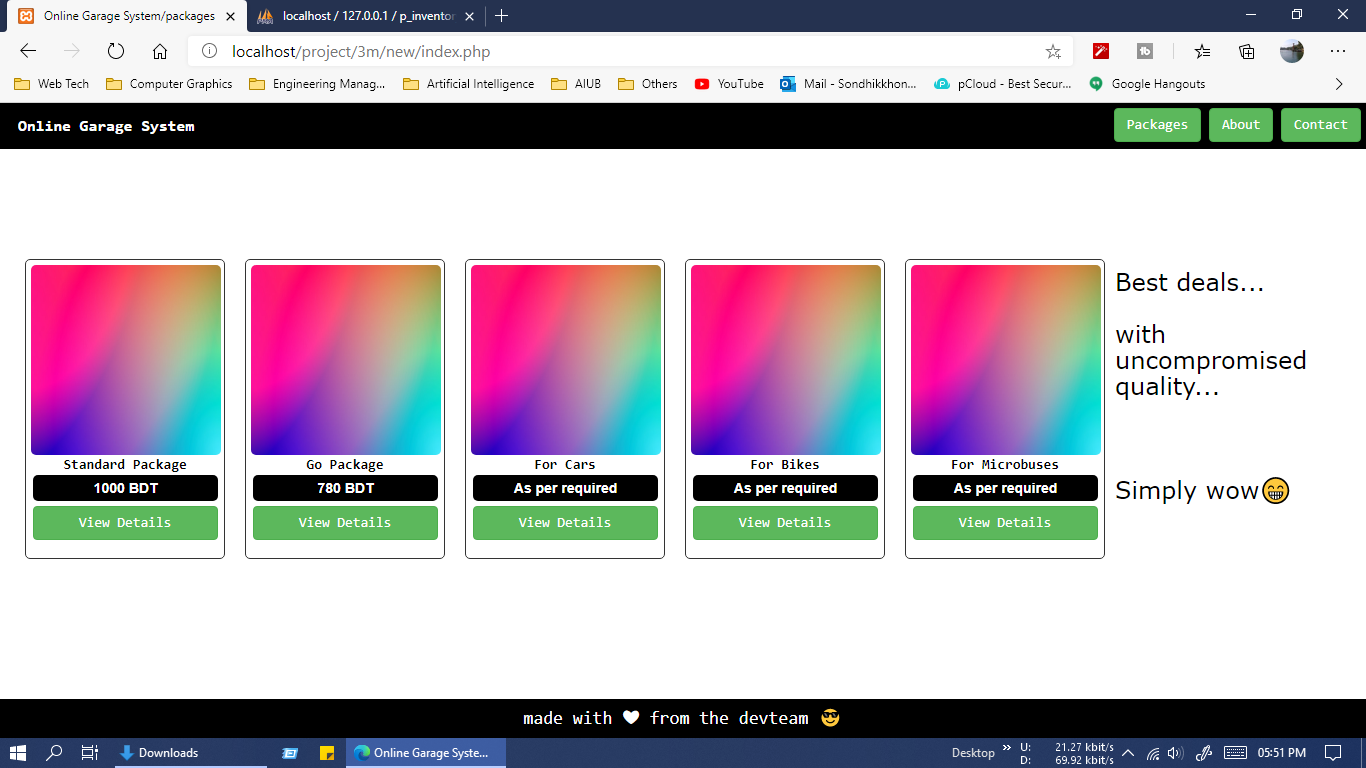 Online Garage System/packages
localhost / 127.0.0.1 / p_inventor
localhost/project/3m/new/index.php
Web Tech
Computer Graphics
Engineering Manag...
Artificial Intelligence
AIUB
Others
YouTube
Mail - Sondhikkhon...
pCloud - Best Secur...
Google Hangouts
Online Garage System
Packages
About
Contact
Standard Package
1000 BDT
View Details
Go Package
780 BDT
View Details
For Cars
As per required
View Details
For Bikes
As per required
View Details
For Microbuses
As per required
View Details
Best deals...
with
uncompromised
quality...
Simply wow😁
made with 🤍 from the devteam 😎
Downloads
Online Garage Syste...
Desktop
U: 21.27 kbit/s
D: 69.92 kbit/s
05:51 PM